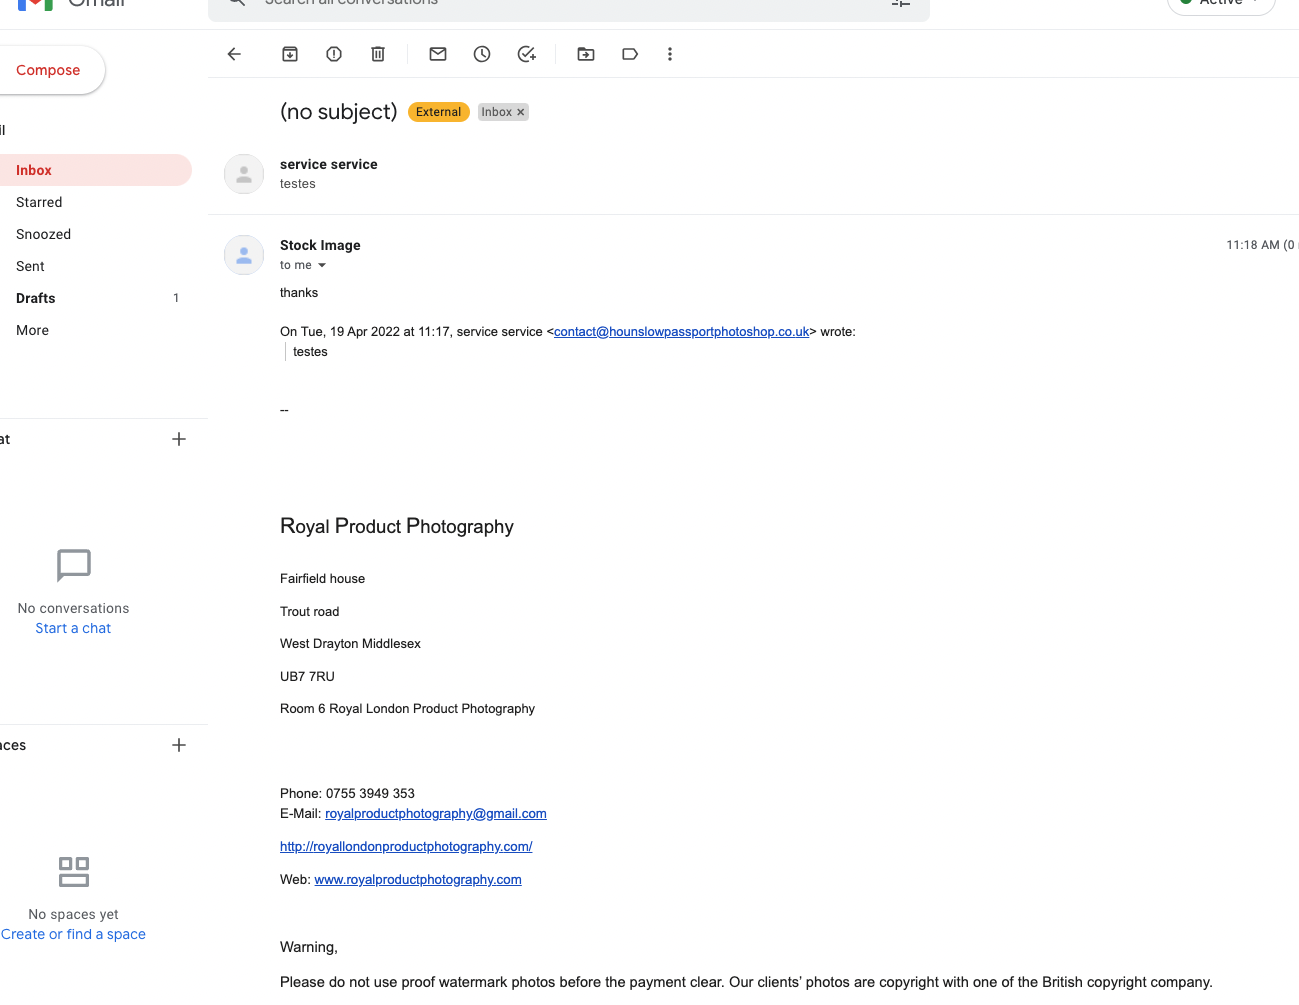 Gmail
Search all conversations
Active
Compose
il
Inbox
Starred
Snoozed
Sent
Drafts 1
More
at
No conversations
Start a chat
aces
No spaces yet
Create or find a space
(no subject) External Inbox ×
service service
testes
Stock Image
11:18 AM (0
to me
thanks
On Tue, 19 Apr 2022 at 11:17, service service <contact@hounslowpassportphotoshop.co.uk> wrote:
testes
--
Royal Product Photography
Fairfield house
Trout road
West Drayton Middlesex
UB7 7RU
Room 6 Royal London Product Photography
Phone: 0755 3949 353
E-Mail: royalproductphotography@gmail.com
http://royallondonproductphotography.com/
Web: www.royalproductphotography.com
Warning,
Please do not use proof watermark photos before the payment clear. Our clients' photos are copyright with one of the British copyright company.